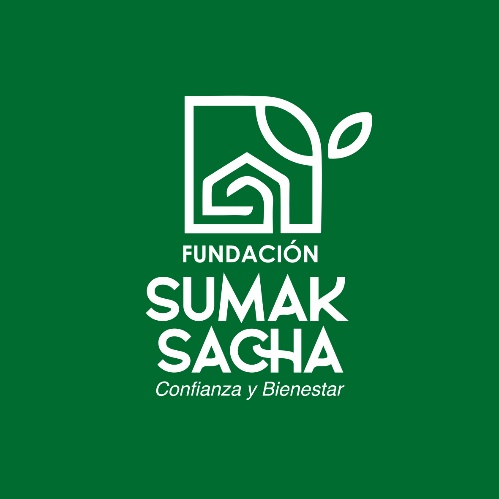 FUNDACIÓN
SUMAK
SACHA
Confianza y Bienestar